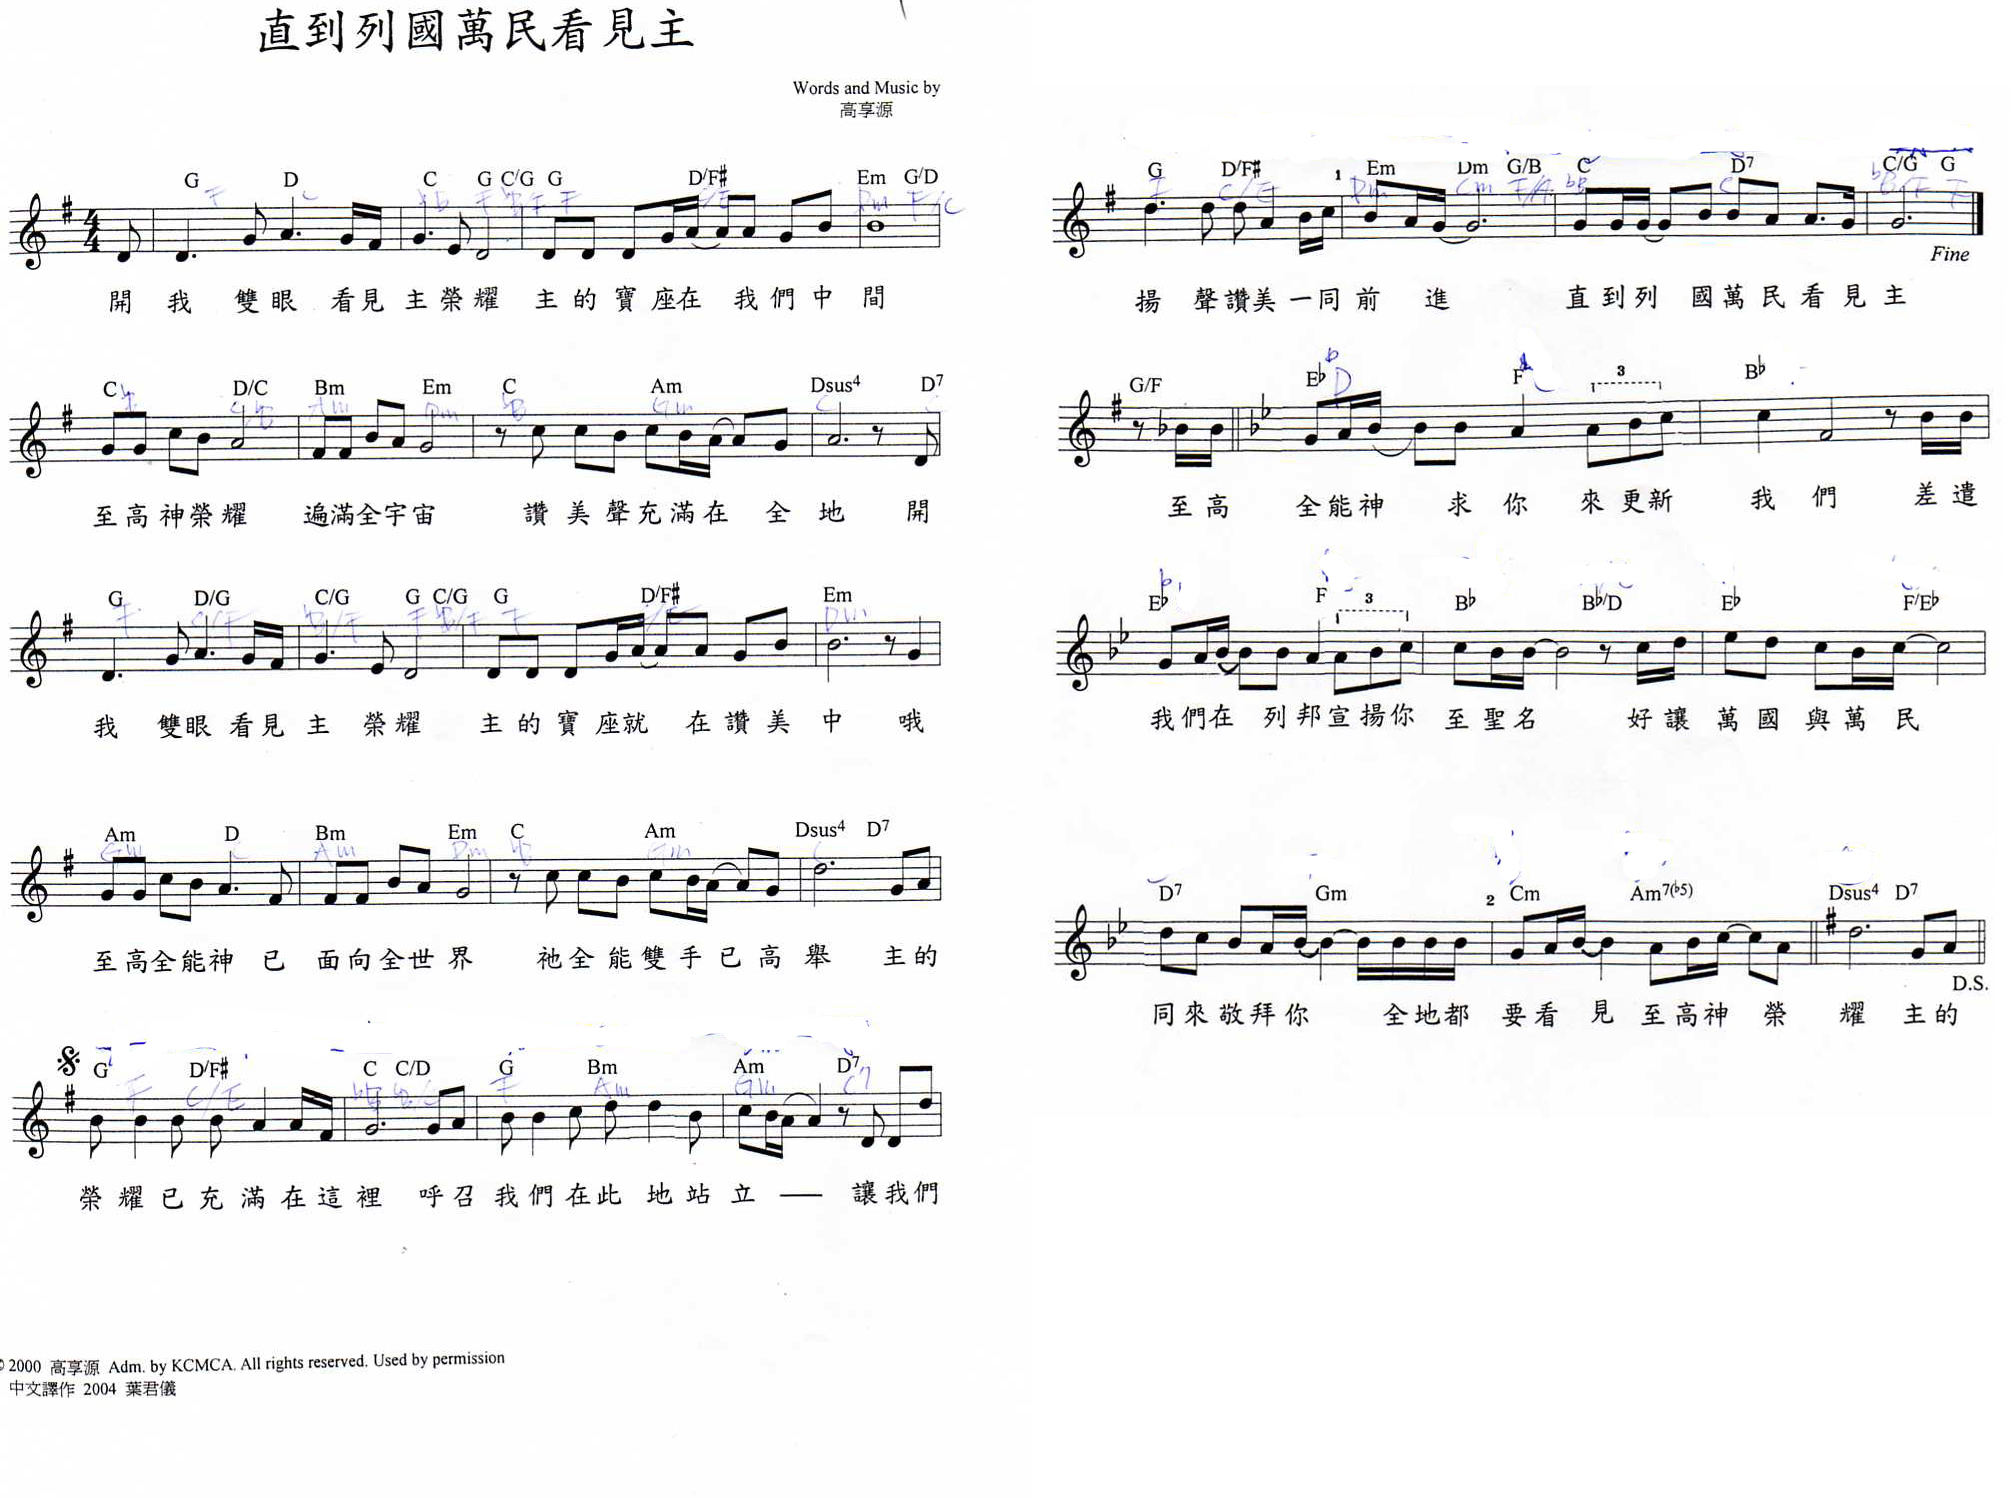 直到列國萬民看見主
Words and Music by
高享源
G D C G C/G G D/F# Em G/D
開 我 雙眼 看見 主榮耀 主的寶座在 我們中間
C D/C Bm Em C Am Dsus4 D7
至高神榮耀 遍滿全宇宙 讚美聲充滿在 全地 開
G D/G C/G G C/G G D/F# Em
我 雙眼看見 主 榮耀 主的寶座就 在讚美中 哦
Am D Bm Em C Am Dsus4 D7
至高全能神 已 面向全世界 祂全能雙手已高舉 主的
G D/F# C C/D G Bm Am D7
榮耀已充滿在這裡 呼召 我們在此地站立 — 讓我們
© 2000 高享源 Adm. by KCMCA. All rights reserved. Used by permission
中文譯作 2004 葉君儀
G D/F# 1 Em Dm G/B C D7 C/G G
Fine
揚 聲讚美一同前 進 直到列 國萬民看見主
G/F E♭ F 3 B♭
至高 全能神 求你 來更新 我們 差遣
E♭ F 3 B♭ B♭/D E♭ F/E♭
我們在 列邦宣揚你 至聖名 好讓 萬國與萬 民
D7 Gm 2 Cm Am7(♭5) Dsus4 D7
D.S.
同來敬拜你 全地都 要看見 至高神 榮 耀 主的